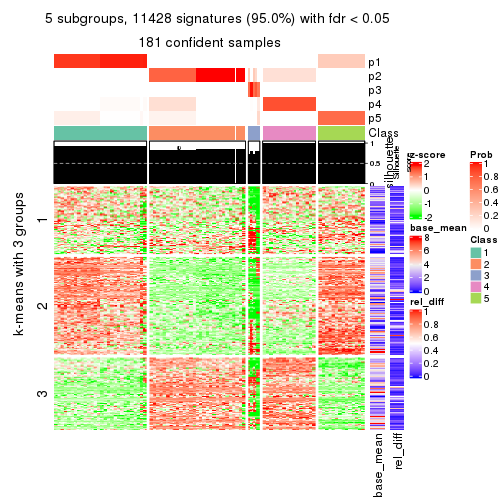 5 subgroups, 11428 signatures (95.0%) with fdr < 0.05
181 confident samples
p1
p2
p3
p4
p5
Class
1
0.5
0
silhouette
k-means with 3 groups
1
2
3
base_mean
rel_diff
z-score
2
1
0
-1
-2
base_mean
8
6
4
2
0
rel_diff
1
0.8
0.6
0.4
0.2
0
Prob
1
0.8
0.6
0.4
0.2
0
Class
1
2
3
4
5